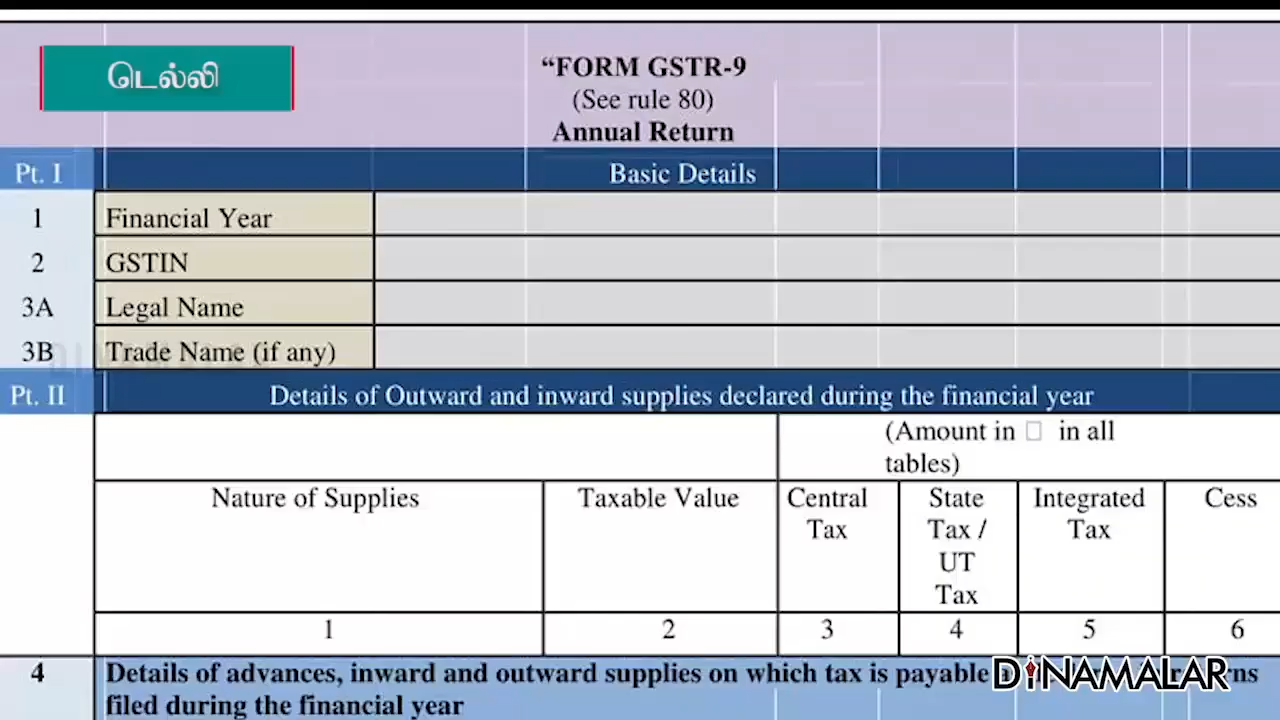 டெல்லி
“FORM GSTR-9
(See rule 80)
Annual Return
Pt. I Basic Details
1 Financial Year
2 GSTIN
3A Legal Name
3B Trade Name (if any)
Pt. II Details of Outward and inward supplies declared during the financial year
(Amount in in all
tables)
Nature of Supplies Taxable Value Central State Integrated Cess
Tax Tax / Tax
UT
Tax
1 2 3 4 5 6
4 Details of advances, inward and outward supplies on which tax is payable
filed during the financial year
DINAMALAR